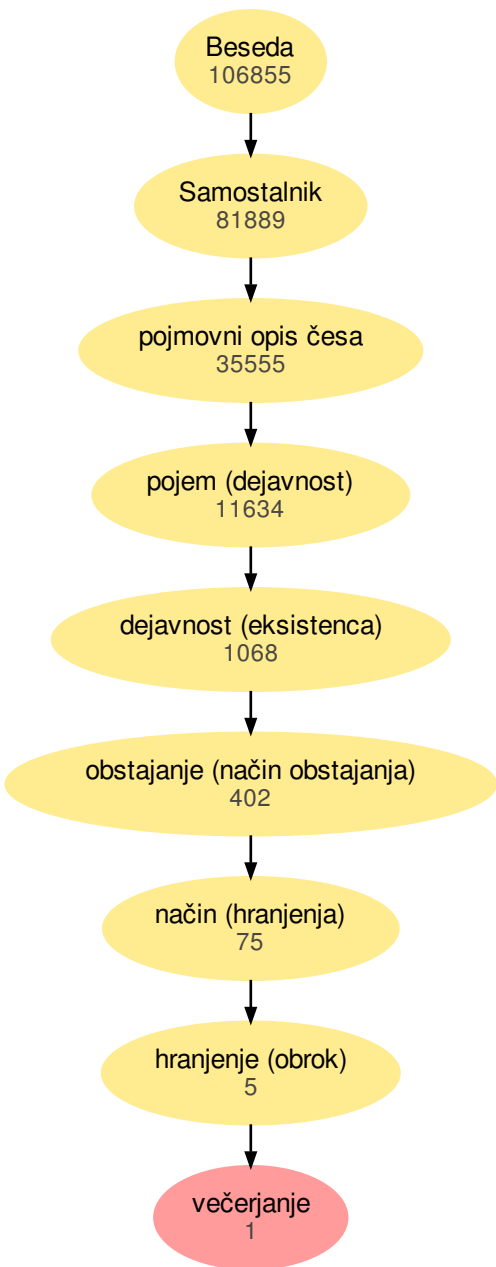 Beseda
106855
Samostalnik
81889
pojmovni opis česa
35555
pojem (dejavnost)
11634
dejavnost (eksistenca)
1068
obstajanje (način obstajanja)
402
način (hranjenja)
75
hranjenje (obrok)
5
večerjanje
1